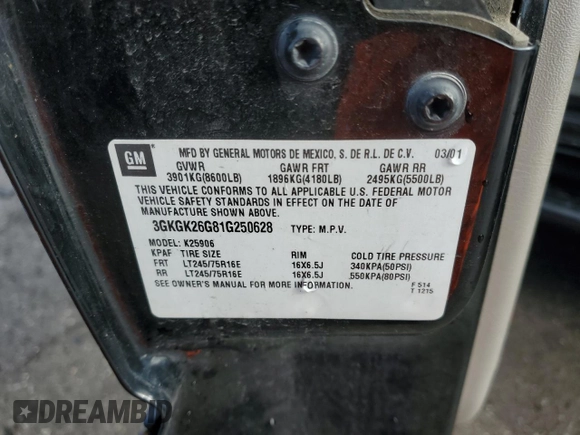 GM
MFD BY GENERAL MOTORS DE MEXICO, S. DE R.L. DE C.V. 03/01
GVWR GAWR FRT GAWR RR
3901KG(8600LB) 1896KG(4180LB) 2495KG(5500LB)
THIS VEHICLE CONFORMS TO ALL APPLICABLE U.S. FEDERAL MOTOR
VEHICLE SAFETY STANDARDS IN EFFECT ON THE DATE OF
MANUFACTURE SHOWN ABOVE.
3GKGK26G81G250628 TYPE: M.P.V.
MODEL: K25906
KPAF TIRE SIZE RIM COLD TIRE PRESSURE
FRT LT245/75R16E 16X6.5J 340KPA(50PSI)
RR LT245/75R16E 16X6.5J 550KPA(80PSI)
SEE OWNER'S MANUAL FOR MORE INFORMATION.
F 514
T 1215
DREAMBID